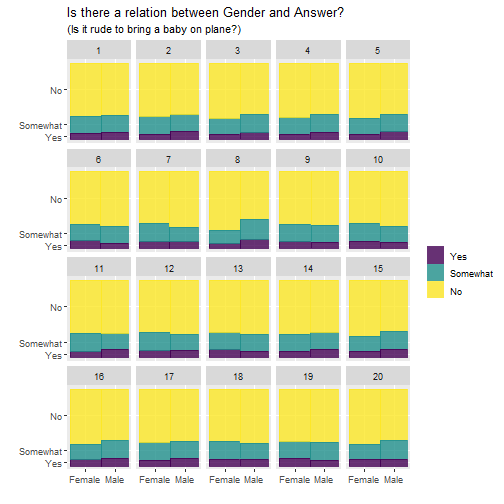 Is there a relation between Gender and Answer?
(Is it rude to bring a baby on plane?)
1 2 3 4 5
No
Somewhat
Yes
6 7 8 9 10
No
Somewhat
Yes
Yes
Somewhat
No
11 12 13 14 15
No
Somewhat
Yes
16 17 18 19 20
No
Somewhat
Yes
Female Male Female Male Female Male Female Male Female Male